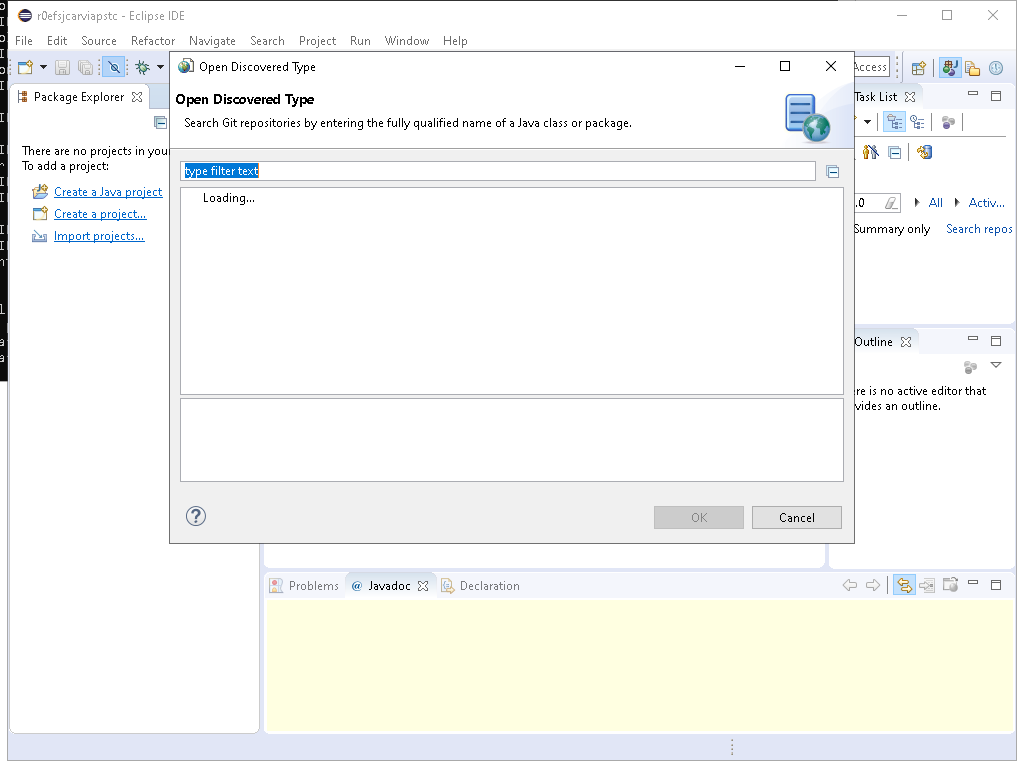 r0efsjcarviapstc - Eclipse IDE
File Edit Source Refactor Navigate Search Project Run Window Help
Access
Package Explorer
There are no projects in your
To add a project:
Create a Java project
Create a project...
Import projects...
Open Discovered Type
Open Discovered Type
Search Git repositories by entering the fully qualified name of a Java class or package.
type filter text
Loading...
?
OK Cancel
Task List
.0 All Activ...
Summary only Search repos
Outline
re is no active editor that
vides an outline.
Problems @ Javadoc Declaration